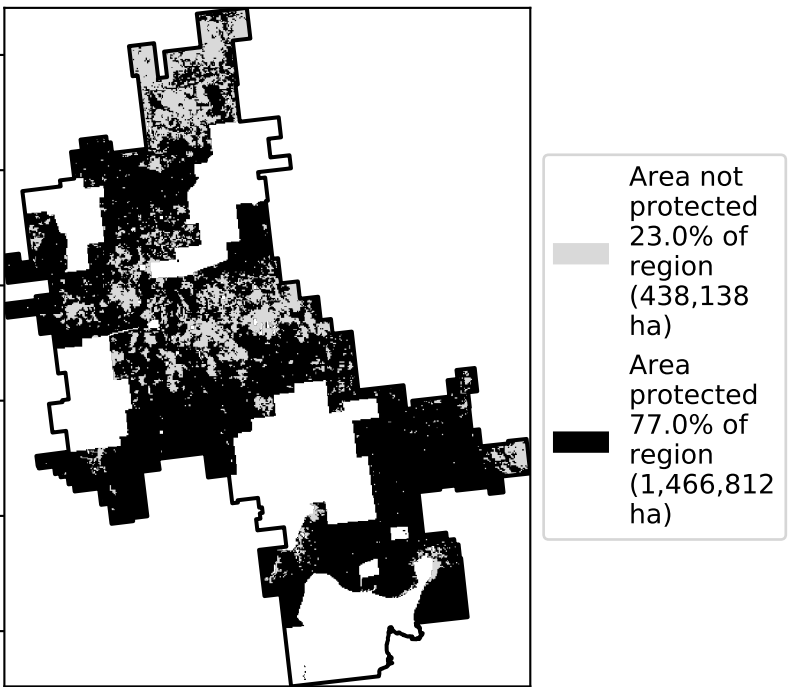 Area not
protected
23.0% of
region
(438,138
ha)
Area
protected
77.0% of
region
(1,466,812
ha)